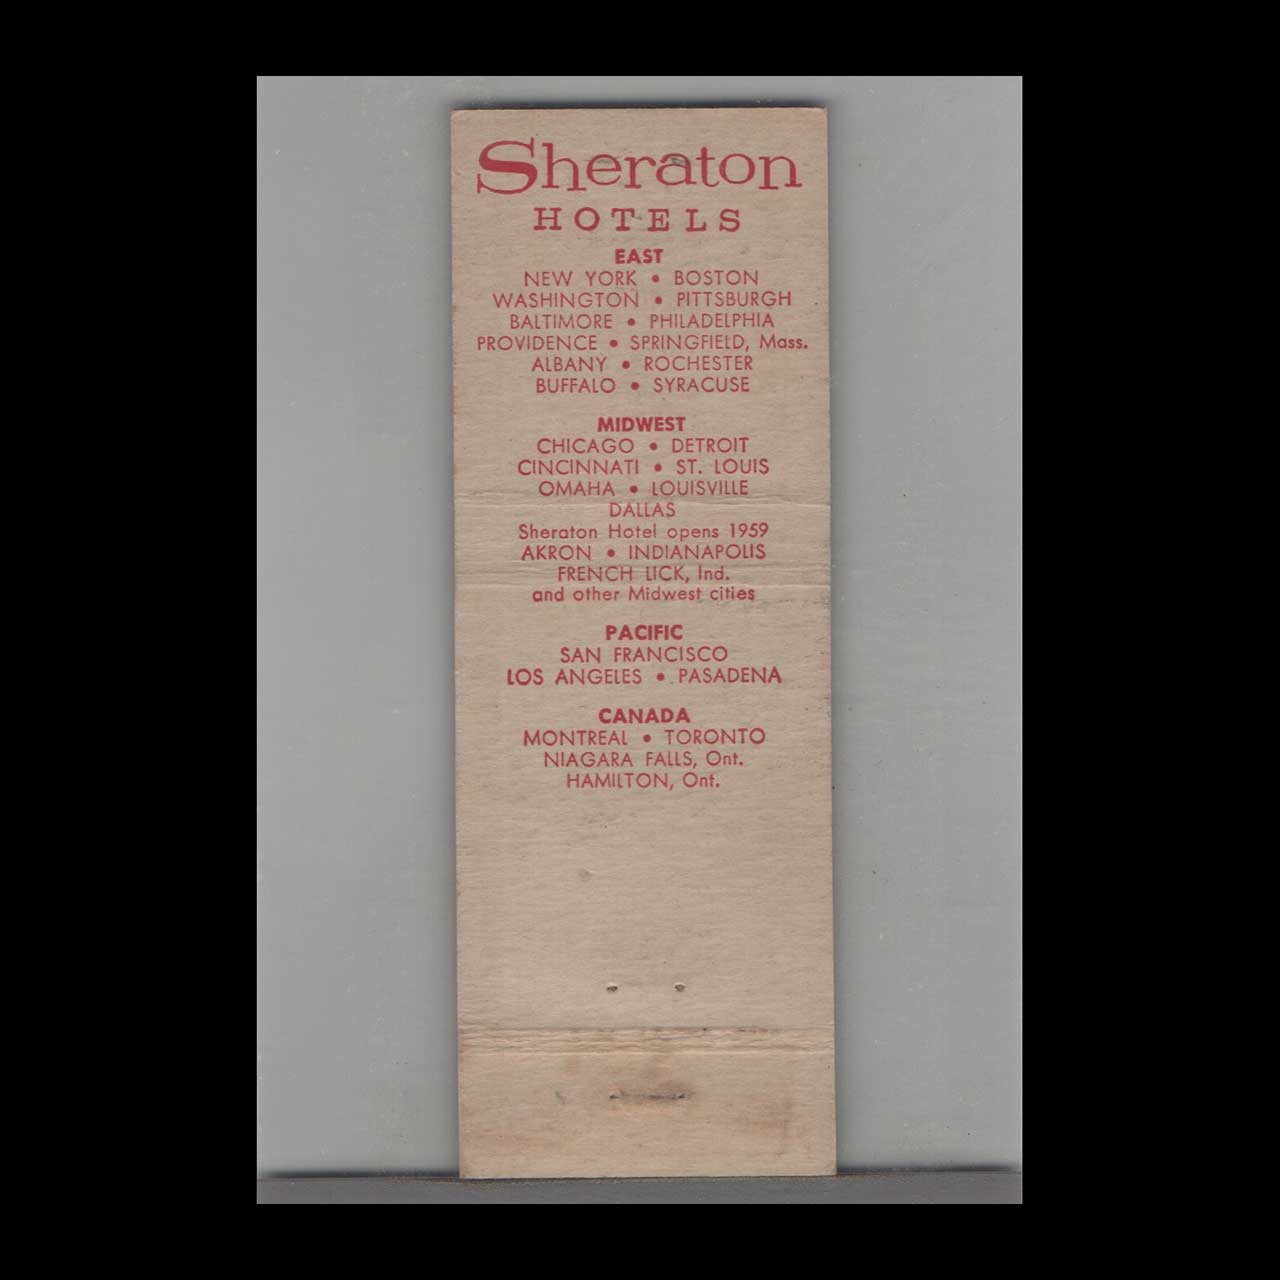 Sheraton
HOTELS
EAST
NEW YORK • BOSTON
WASHINGTON • PITTSBURGH
BALTIMORE • PHILADELPHIA
PROVIDENCE • SPRINGFIELD, Mass.
ALBANY • ROCHESTER
BUFFALO • SYRACUSE
MIDWEST
CHICAGO • DETROIT
CINCINNATI • ST. LOUIS
OMAHA • LOUISVILLE
DALLAS
Sheraton Hotel opens 1959
AKRON • INDIANAPOLIS
FRENCH LICK, Ind.
and other Midwest cities
PACIFIC
SAN FRANCISCO
LOS ANGELES • PASADENA
CANADA
MONTREAL • TORONTO
NIAGARA FALLS, Ont.
HAMILTON, Ont.